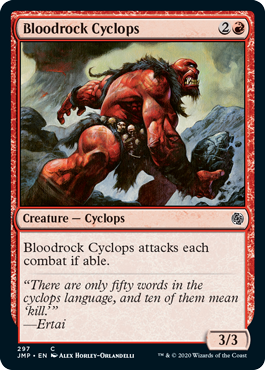 Bloodrock Cyclops 2
Creature — Cyclops
Bloodrock Cyclops attacks each
combat if able.
“There are only fifty words in the
cyclops language, and ten of them mean
‘kill.’”
—Ertai
3/3
297 C
JMP • EN Alex Horley-Orlandelli
™ & © 2020 Wizards of the Coast